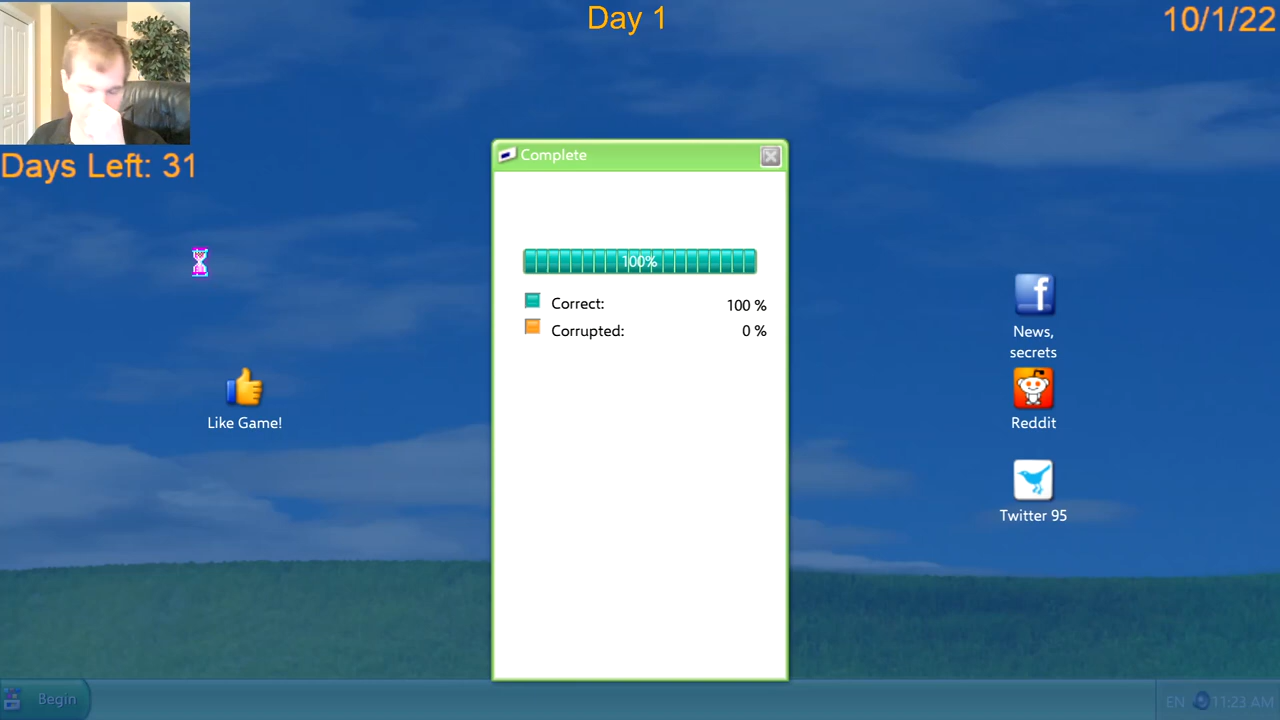 Day 1
10/1/22
Days Left: 31
Complete
100%
Correct: 100 %
Corrupted: 0 %
Like Game!
News,
secrets
Reddit
Twitter 95
Begin
EN 11:23 AM